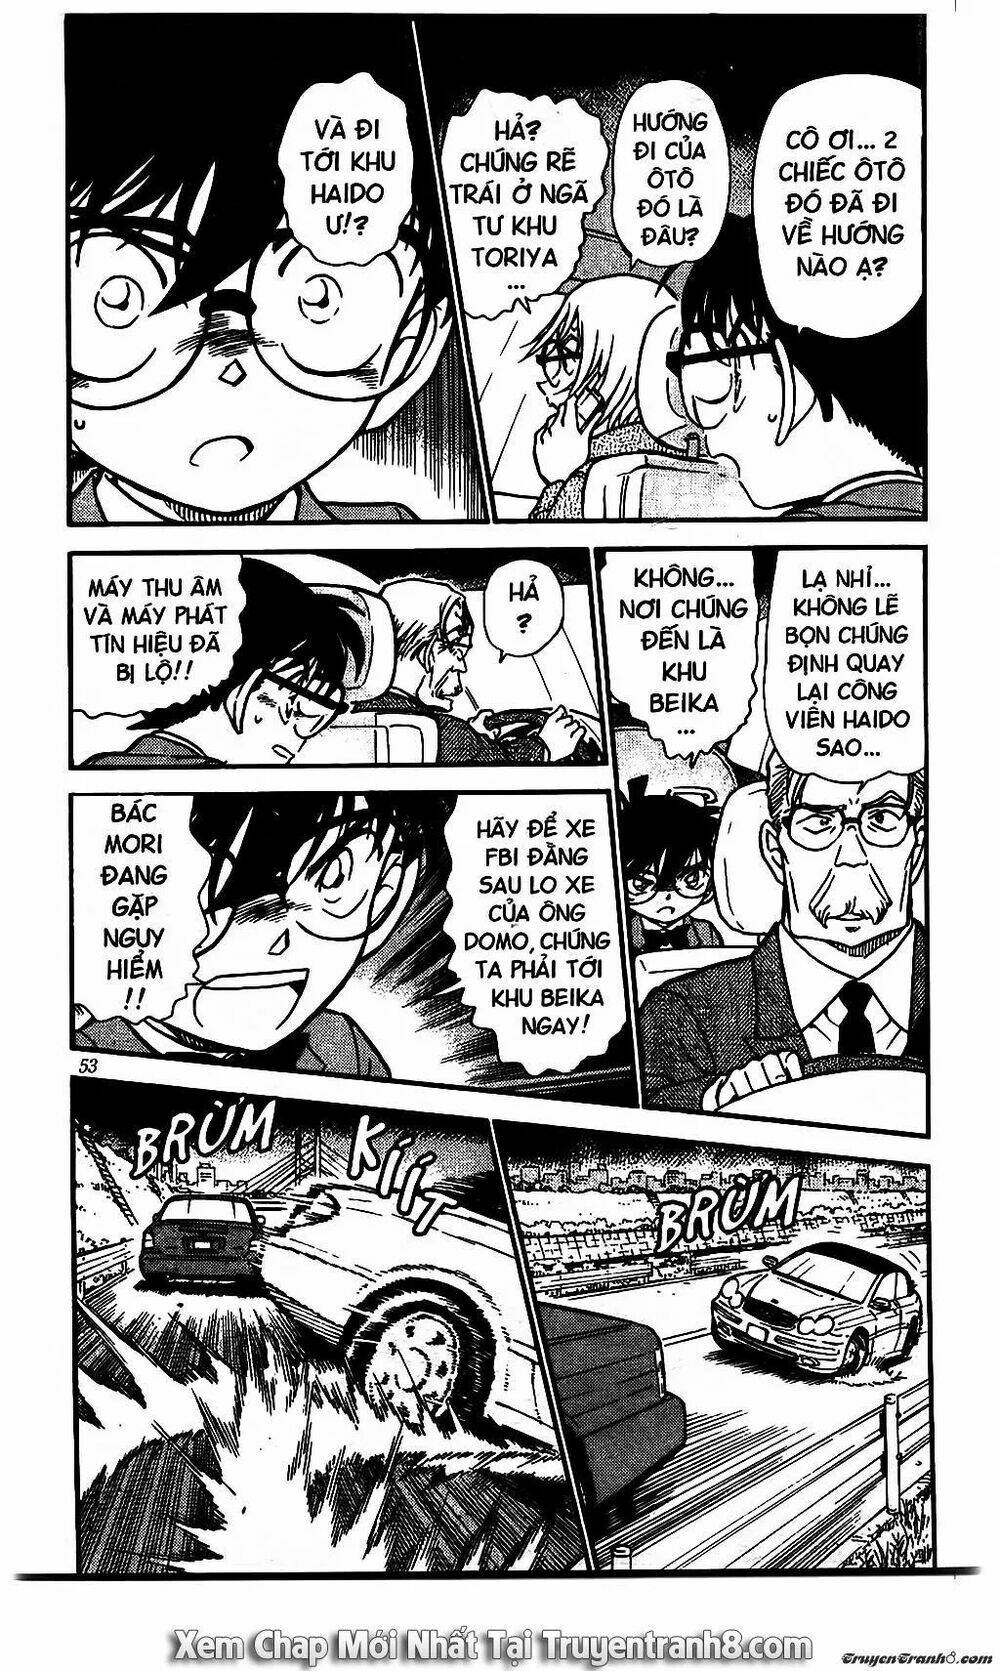 CÔ ƠI... 2
CHIẾC ÔTÔ
ĐÓ ĐÃ ĐI
VỀ HƯỚNG
NÀO Ạ?
HƯỚNG
ĐI CỦA
ÔTÔ
ĐÓ LÀ
ĐÂU?
HẢ?
CHÚNG RẼ
TRÁI Ở NGÃ
TƯ KHU
TORIYA
...
VÀ ĐI
TỚI KHU
HAIDO
Ư!?
LẠ NHỈ...
KHÔNG LẼ
BỌN CHÚNG
ĐỊNH QUAY
LẠI CÔNG
VIÊN HAIDO
SAO...
KHÔNG...
NƠI CHÚNG
ĐẾN LÀ
KHU
BEIKA
...
HẢ
?
MÁY THU ÂM
VÀ MÁY PHÁT
TÍN HIỆU ĐÃ
BỊ LỘ!!
HÃY ĐỂ XE
FBI ĐẰNG
SAU LO XE
CỦA ÔNG
DOMO, CHÚNG
TA PHẢI TỚI
KHU BEIKA
NGAY!
BÁC
MORI
ĐANG
GẶP
NGUY
HIỂM
!!
53
BRỪM
BRỪM
KÍÍT
Xem Chap Mới Nhất Tại Truyentranh8.com
TruyenTranh8.com